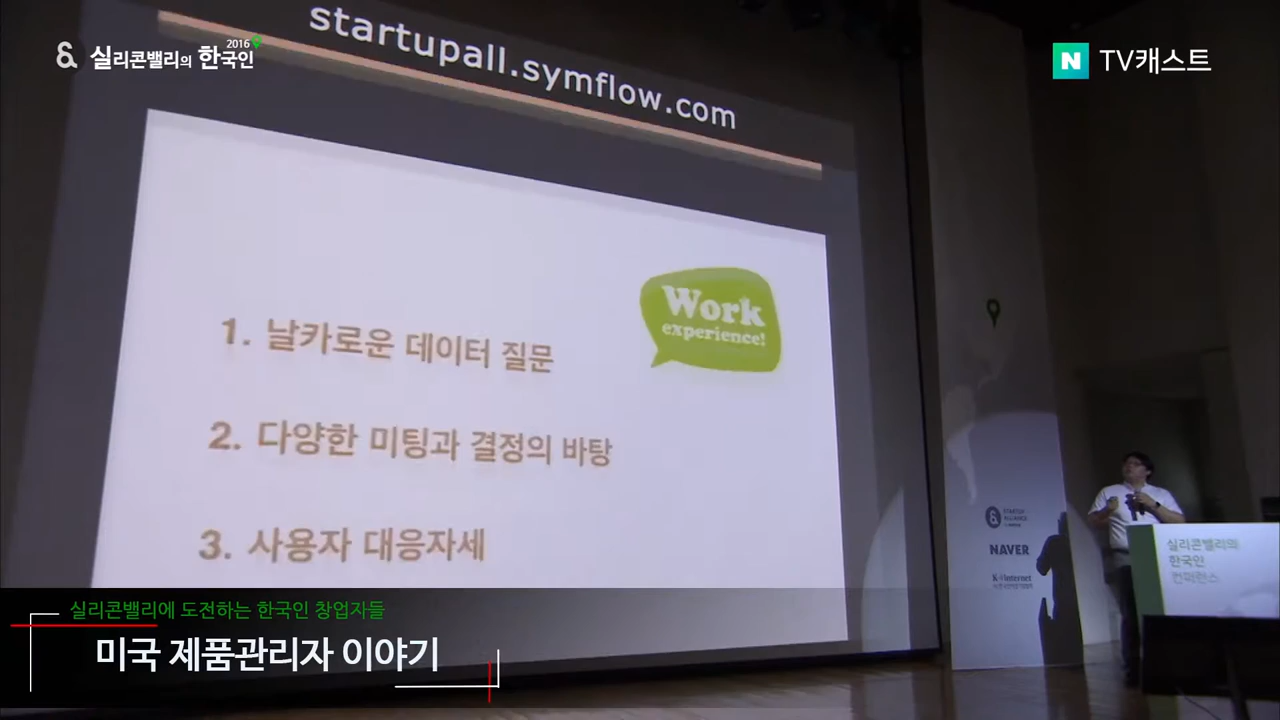 startupall.symflow.com
& 실리콘밸리의 한국인 2016
N TV캐스트
Work
experience!
1. 날카로운 데이터 질문
2. 다양한 미팅과 결정의 바탕
3. 사용자 대응자세
STARTUP
ALLIANCE
NAVER
K-internet
실리콘밸리의
한국인
컨퍼런스
실리콘밸리에 도전하는 한국인 창업자들
미국 제품관리자 이야기